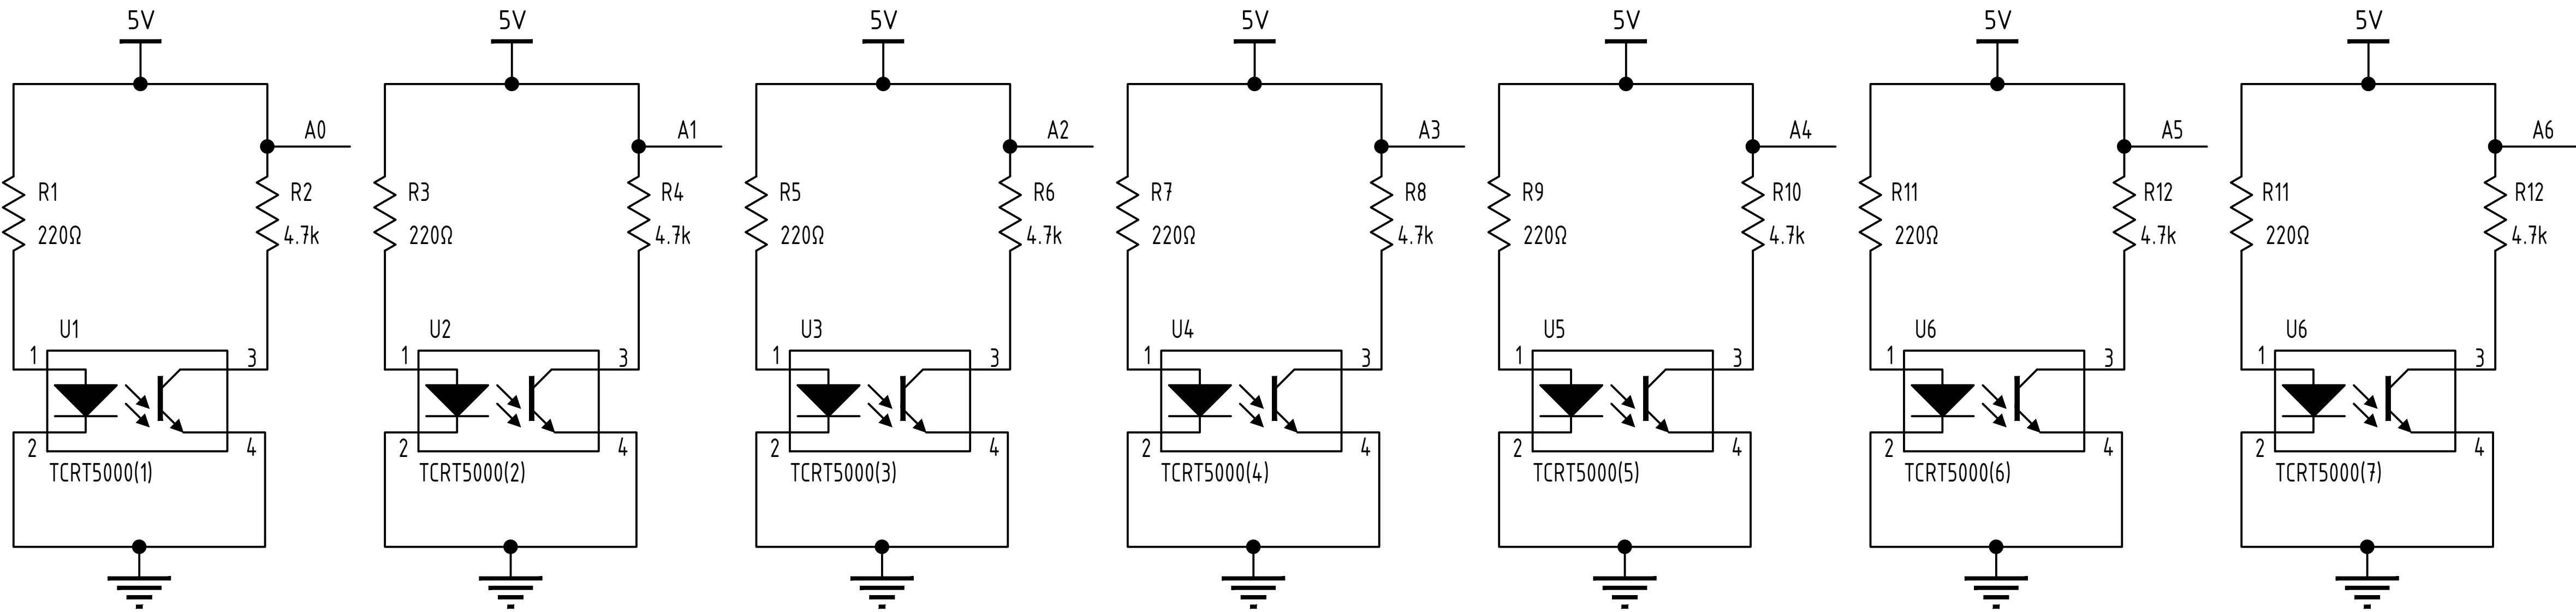 5V 5V 5V 5V 5V 5V 5V
A0 A1 A2 A3 A4 A5 A6
R1 R2 R3 R4 R5 R6 R7 R8 R9 R10 R11 R12 R11 R12
220Ω 4.7k 220Ω 4.7k 220Ω 4.7k 220Ω 4.7k 220Ω 4.7k 220Ω 4.7k 220Ω 4.7k
U1 U2 U3 U4 U5 U6 U6
1 3 1 3 1 3 1 3 1 3 1 3 1 3
2 4 2 4 2 4 2 4 2 4 2 4 2 4
TCRT5000(1) TCRT5000(2) TCRT5000(3) TCRT5000(4) TCRT5000(5) TCRT5000(6) TCRT5000(7)